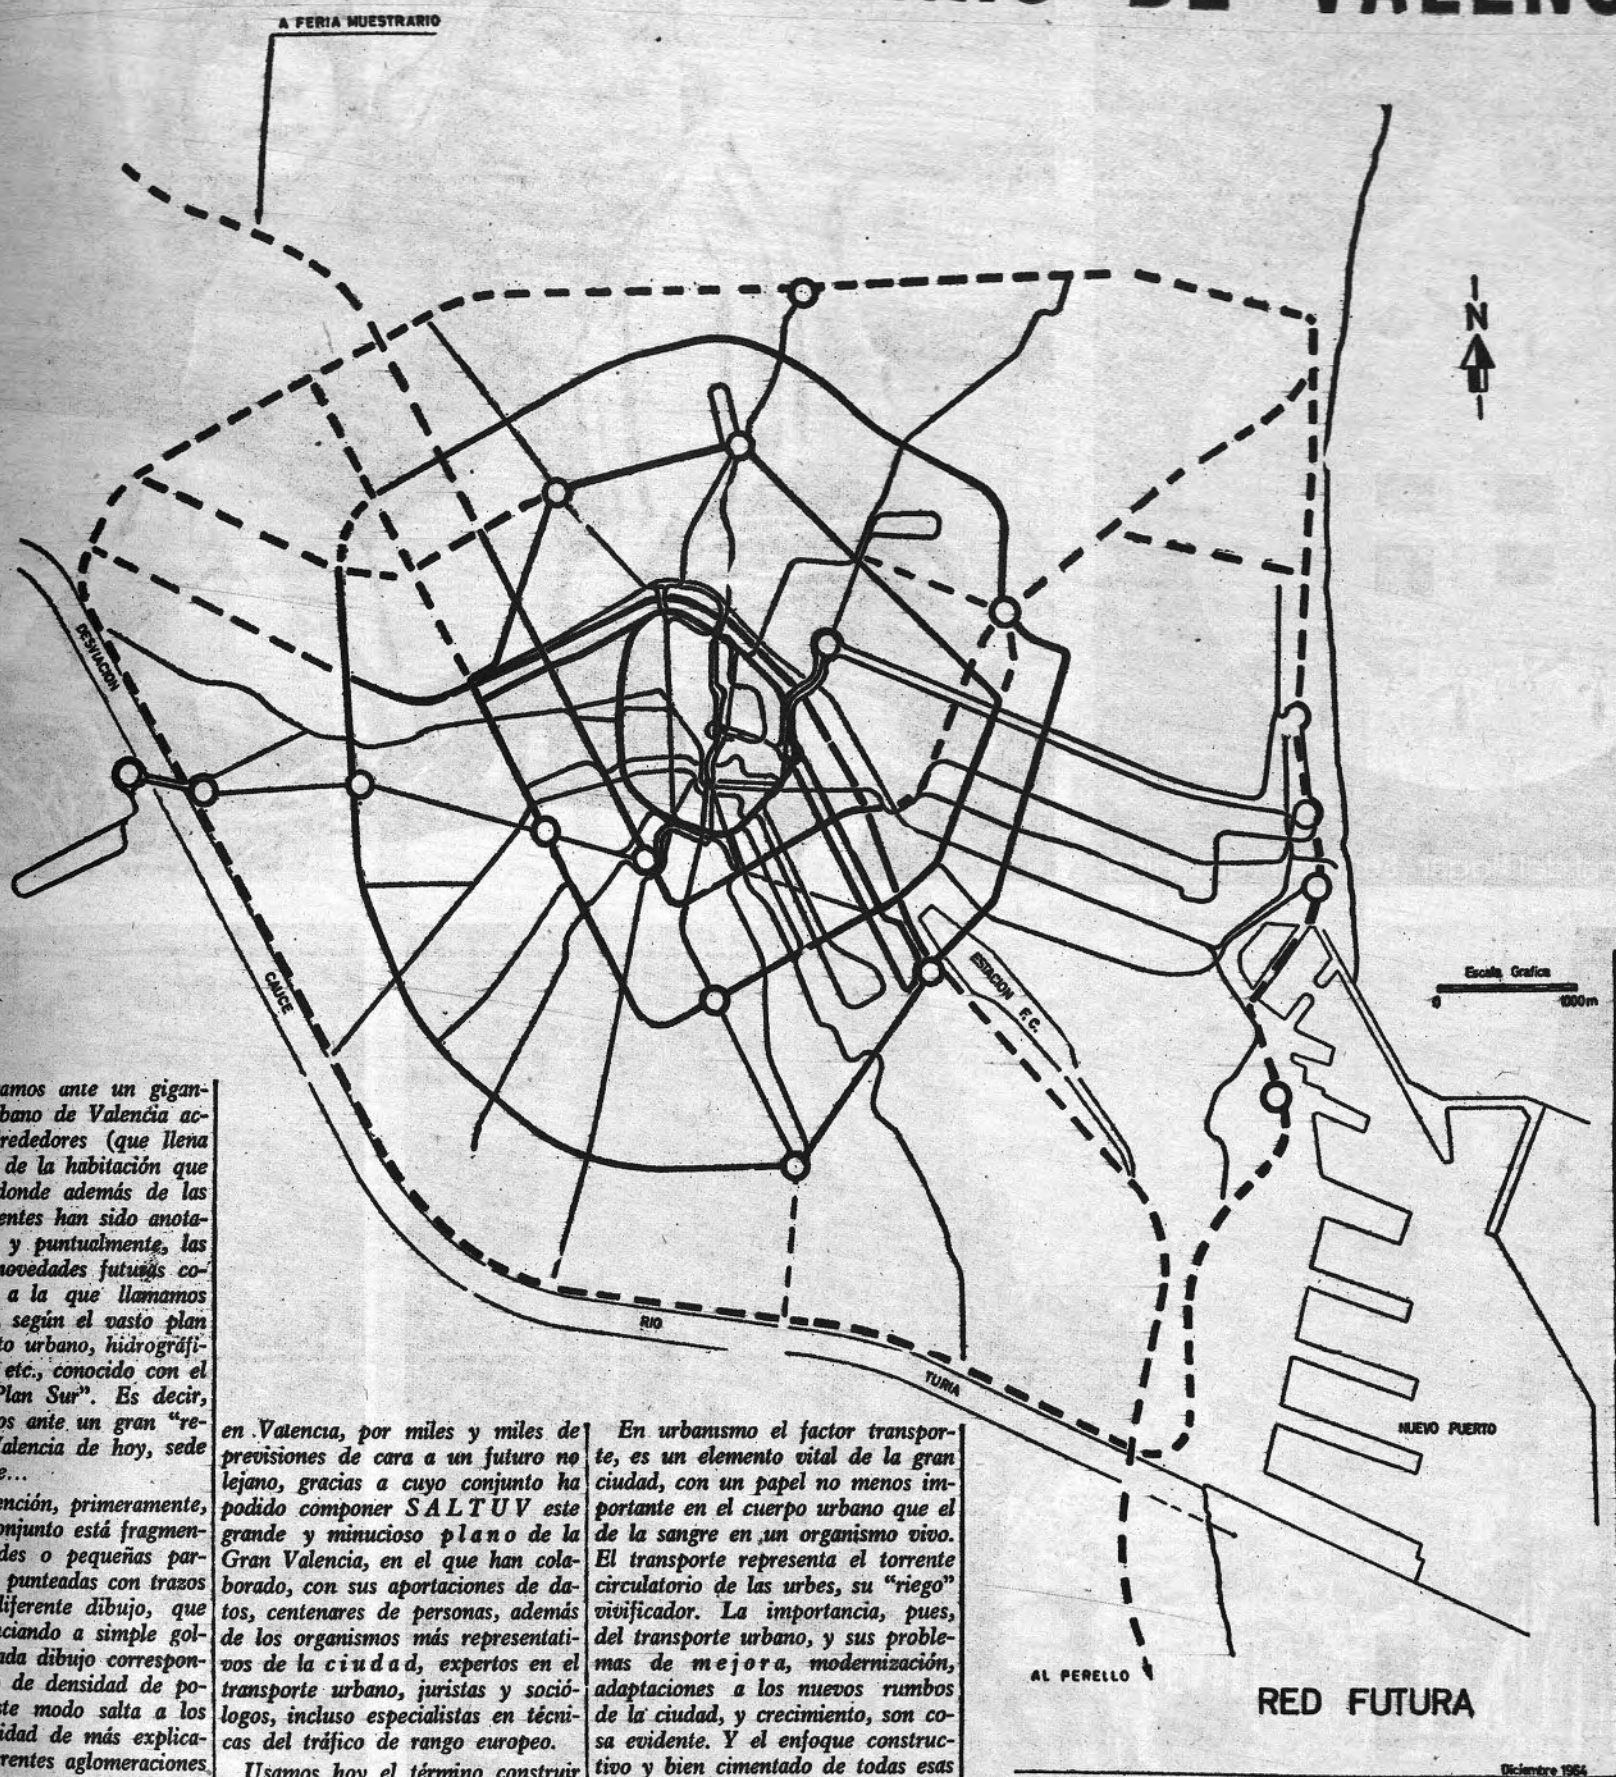 DE VALENC
A FERIA MUESTRARIO
N
DESVIACION
CAUCE
ESTACION F.C.
Escala Grafica
0 1000m
RIO
TURIA
NUEVO PUERTO
AL PERELLO
RED FUTURA
Diciembre 1964
amos ante un gigan-
bano de Valencia ac-
rededores (que llena
de la habitación que
donde además de las
entes han sido anota-
y puntualmente, las
novedades futuras co-
a la que llamamos
, según el vasto plan
to urbano, hidrográfi-
etc., conocido con el
Plan Sur". Es decir,
os ante un gran "re-
Valencia de hoy, sede
e...
ención, primeramente,
onjunto está fragmen-
des o pequeñas par-
punteadas con trazos
diferente dibujo, que
ciando a simple gol-
ada dibujo correspon-
de densidad de po-
ste modo salta a los
idad de más explica-
rentes aglomeraciones
en Valencia, por miles y miles de
previsiones de cara a un futuro no
lejano, gracias a cuyo conjunto ha
podido componer SALTUV este
grande y minucioso plano de la
Gran Valencia, en el que han cola-
borado, con sus aportaciones de da-
tos, centenares de personas, además
de los organismos más representati-
vos de la ciudad, expertos en el
transporte urbano, juristas y soció-
logos, incluso especialistas en técni-
cas del tráfico de rango europeo.
Usamos hoy el término construir
En urbanismo el factor transpor-
te, es un elemento vital de la gran
ciudad, con un papel no menos im-
portante en el cuerpo urbano que el
de la sangre en un organismo vivo.
El transporte representa el torrente
circulatorio de las urbes, su "riego"
vivificador. La importancia, pues,
del transporte urbano, y sus proble-
mas de mejora, modernización,
adaptaciones a los nuevos rumbos
de la ciudad, y crecimiento, son co-
sa evidente. Y el enfoque construc-
tivo y bien cimentado de todas esas